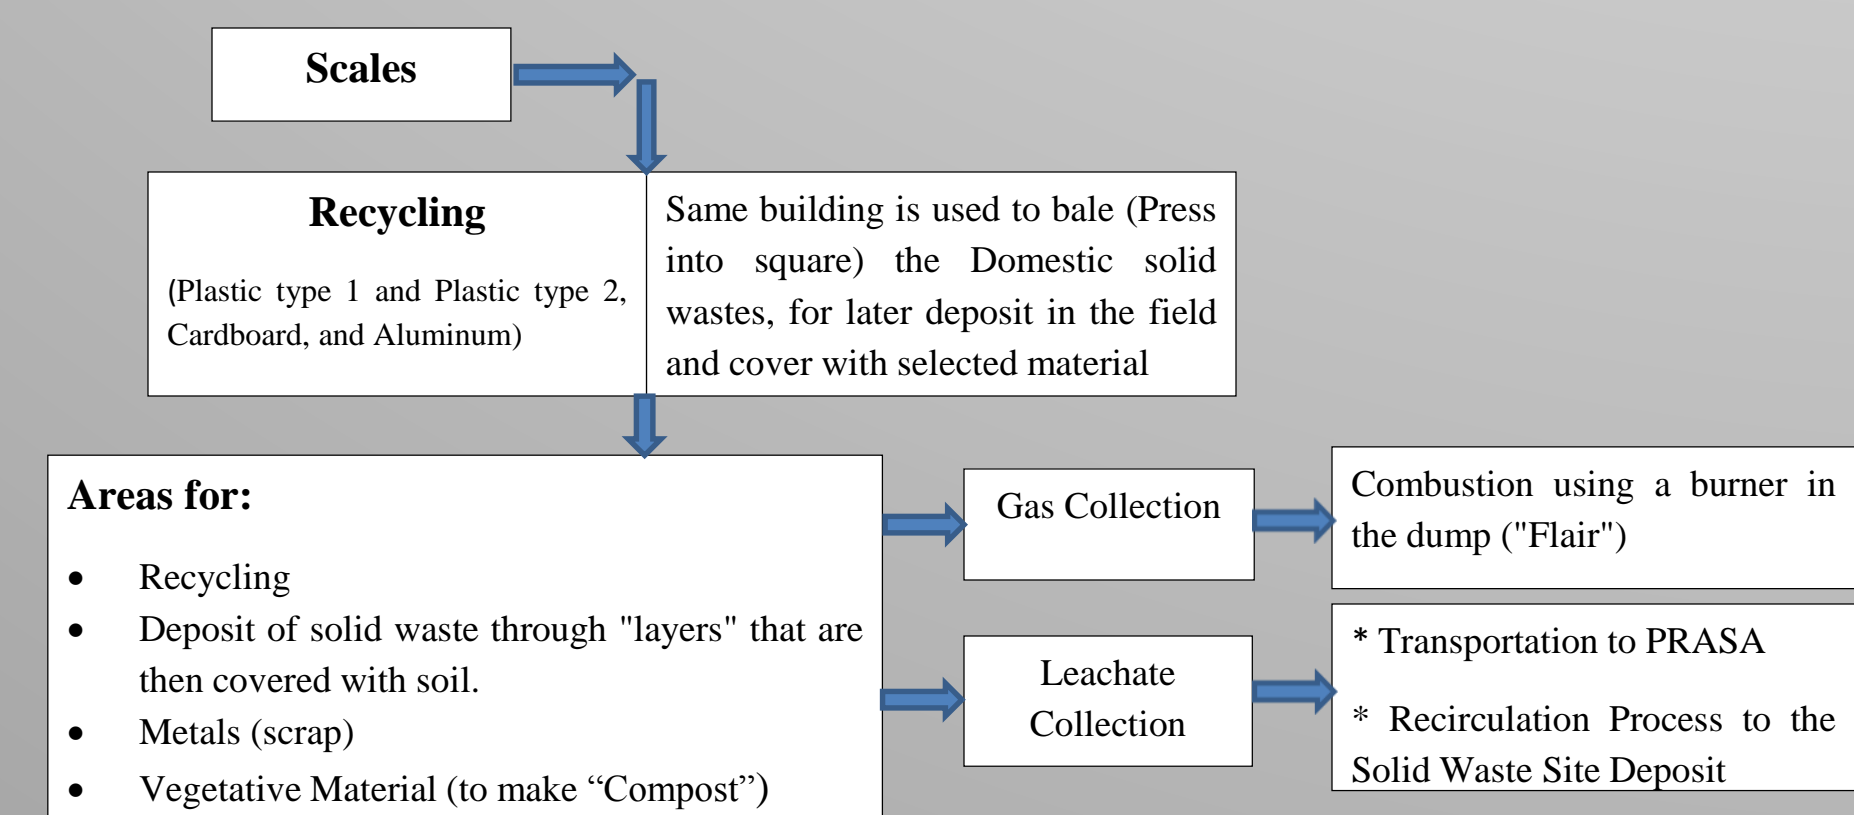 Scales
Recycling
(Plastic type 1 and Plastic type 2,
Cardboard, and Aluminum)
Same building is used to bale (Press
into square) the Domestic solid
wastes, for later deposit in the field
and cover with selected material
Areas for:
• Recycling
• Deposit of solid waste through "layers" that are
then covered with soil.
• Metals (scrap)
• Vegetative Material (to make “Compost”)
Gas Collection
Combustion using a burner in
the dump ("Flair")
Leachate
Collection
* Transportation to PRASA
* Recirculation Process to the
Solid Waste Site Deposit